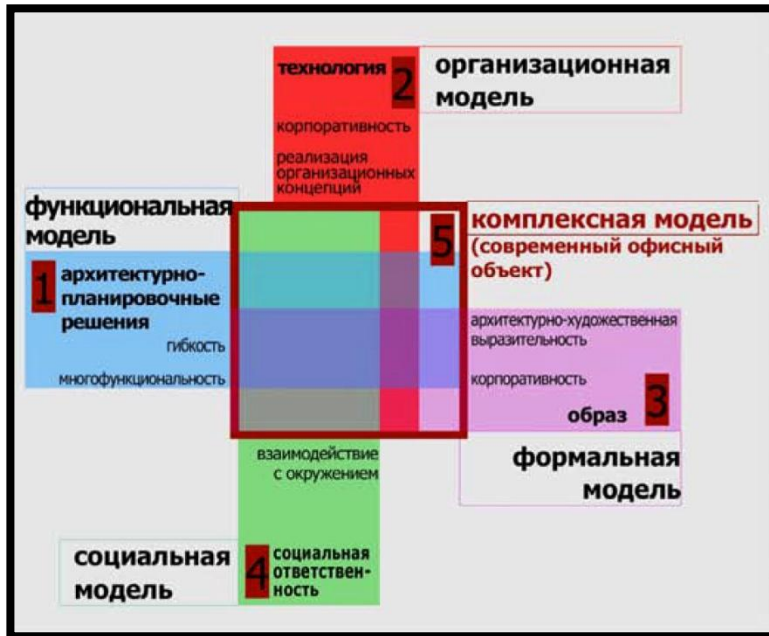 технология
2
организационная
модель
корпоративность
реализация
организационных
концепций
функциональная
модель
5
комплексная модель
(современный офисный
объект)
1
архитектурно-
планировочные
решения
гибкость
многофункциональность
архитектурно-художественная
выразительность
корпоративность
образ
3
формальная
модель
взаимодействие
с окружением
социальная
модель
4
социальная
ответствен-
ность